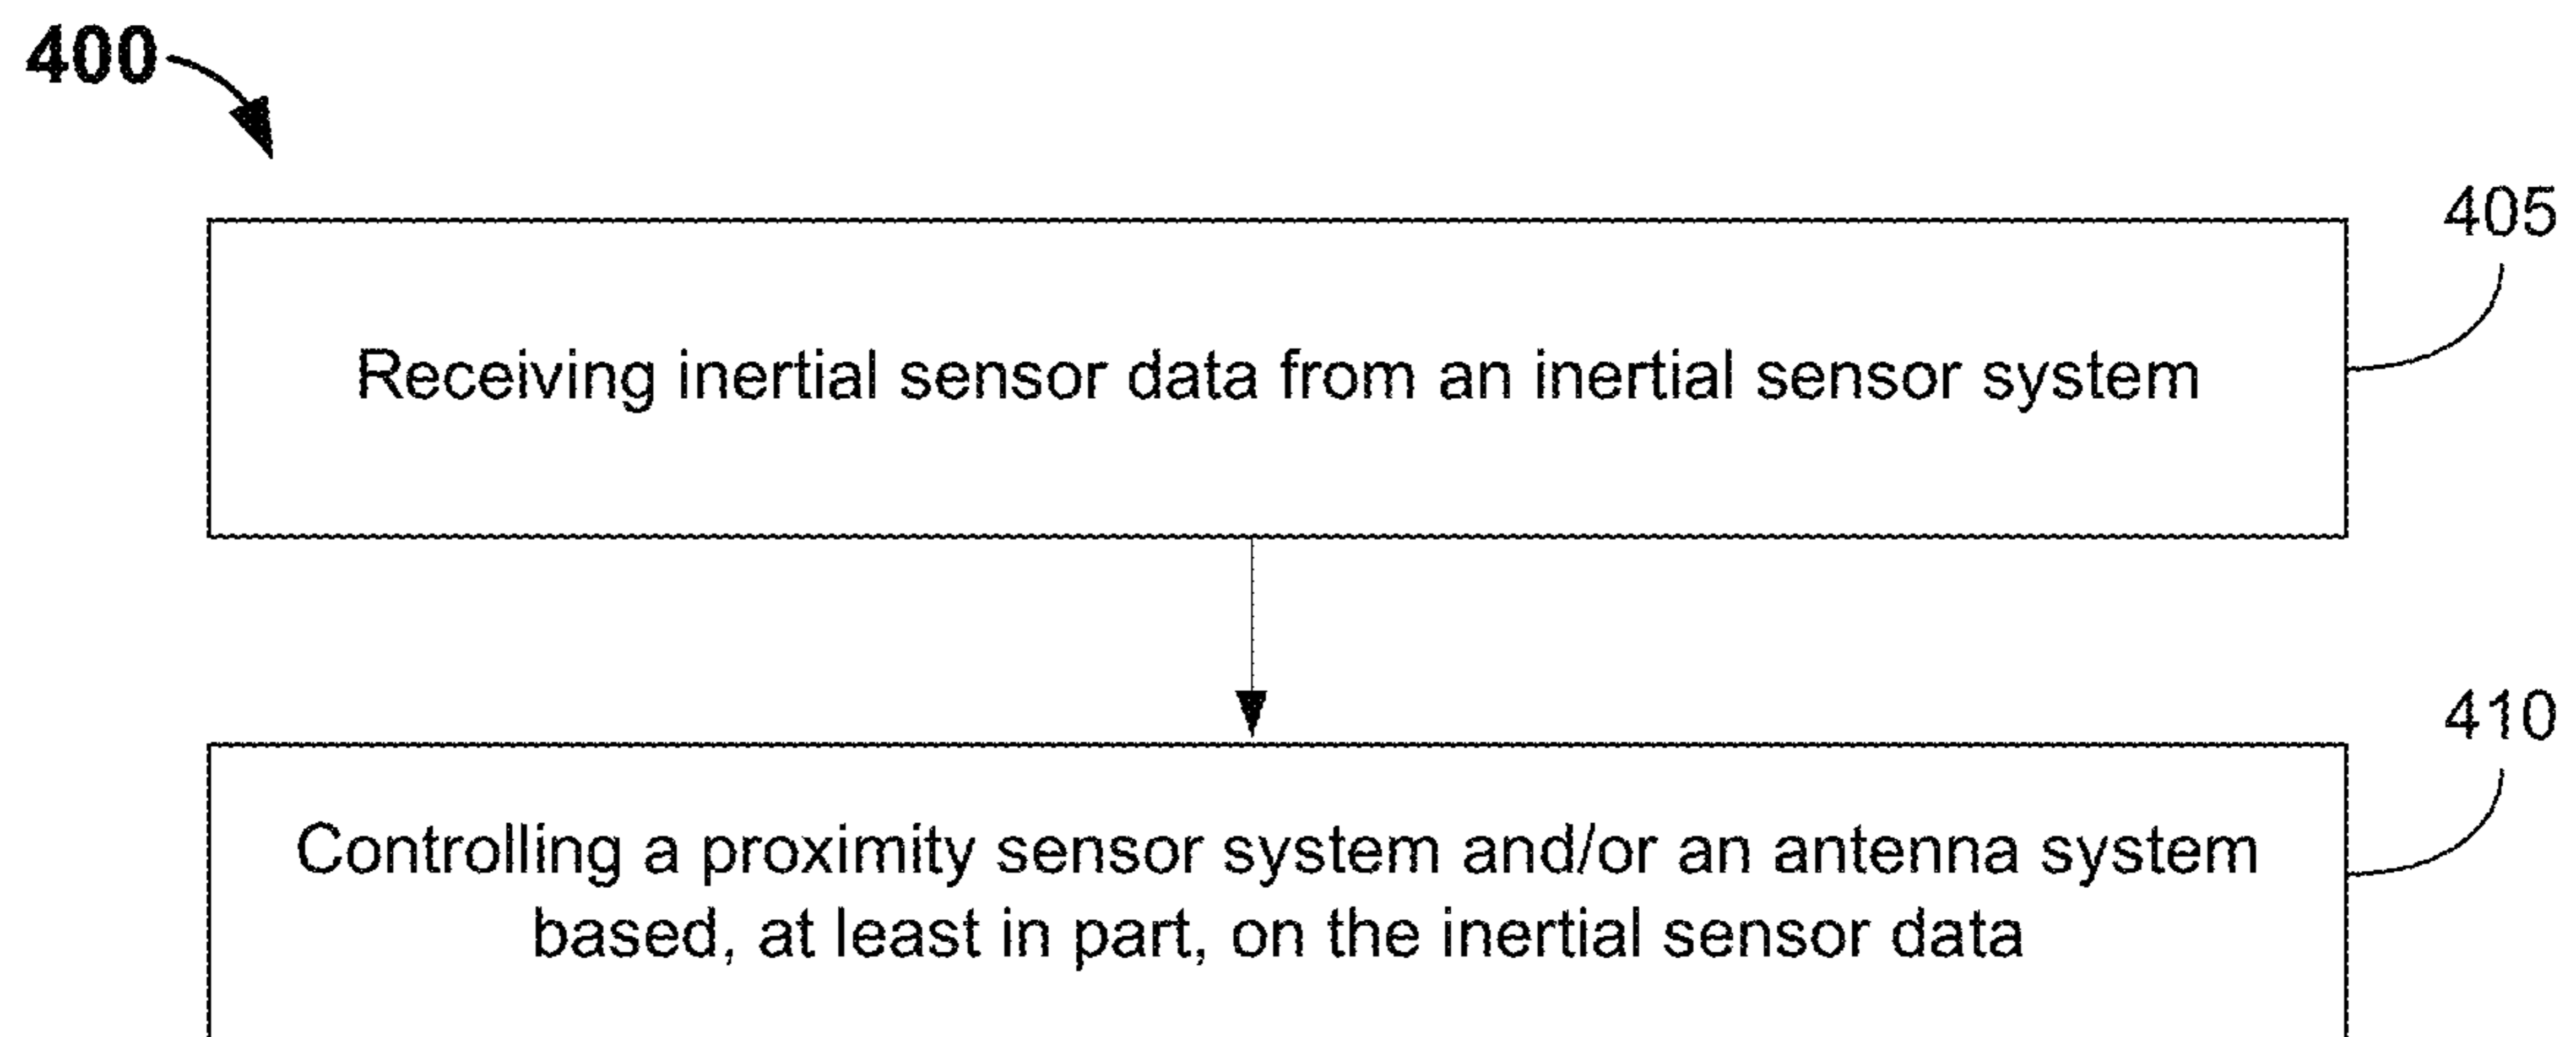 400
405
Receiving inertial sensor data from an inertial sensor system
410
Controlling a proximity sensor system and/or an antenna system
based, at least in part, on the inertial sensor data